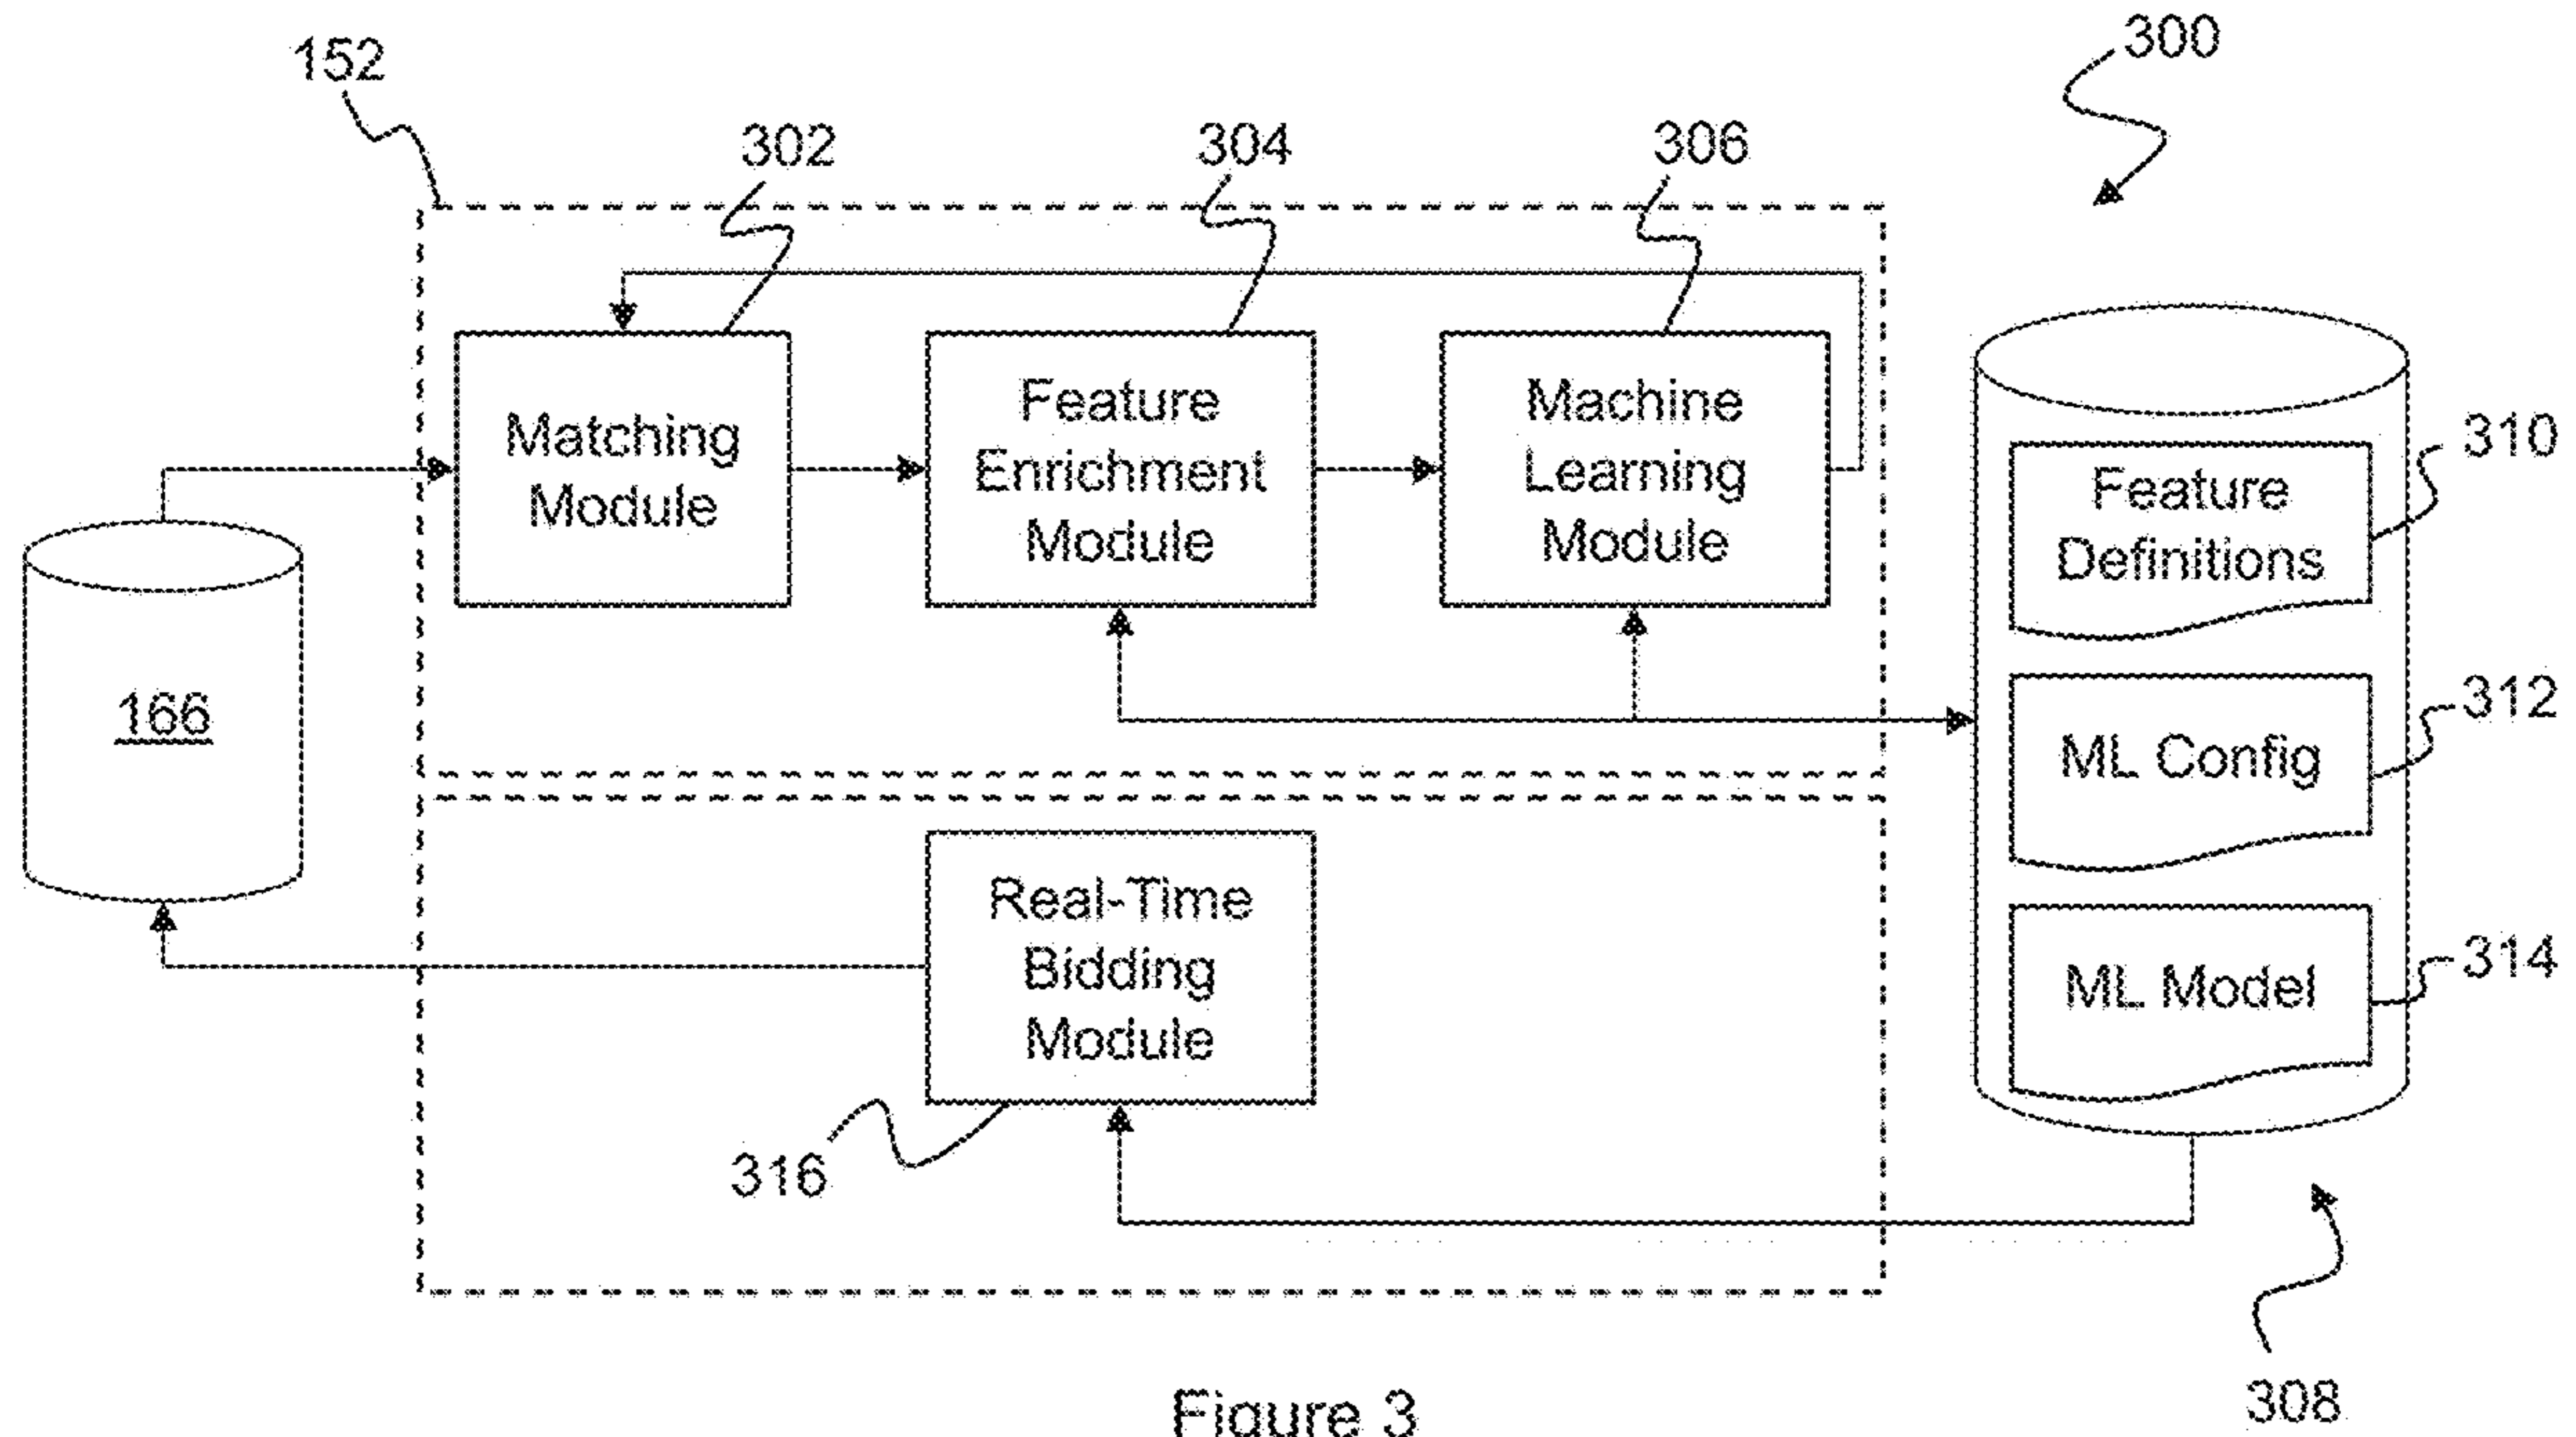 300
152
302
304
306
Matching
Module
Feature
Enrichment
Module
Machine
Learning
Module
310
Feature
Definitions
166
312
ML Config
Real-Time
Bidding
Module
314
ML Model
316
308
Figure 3